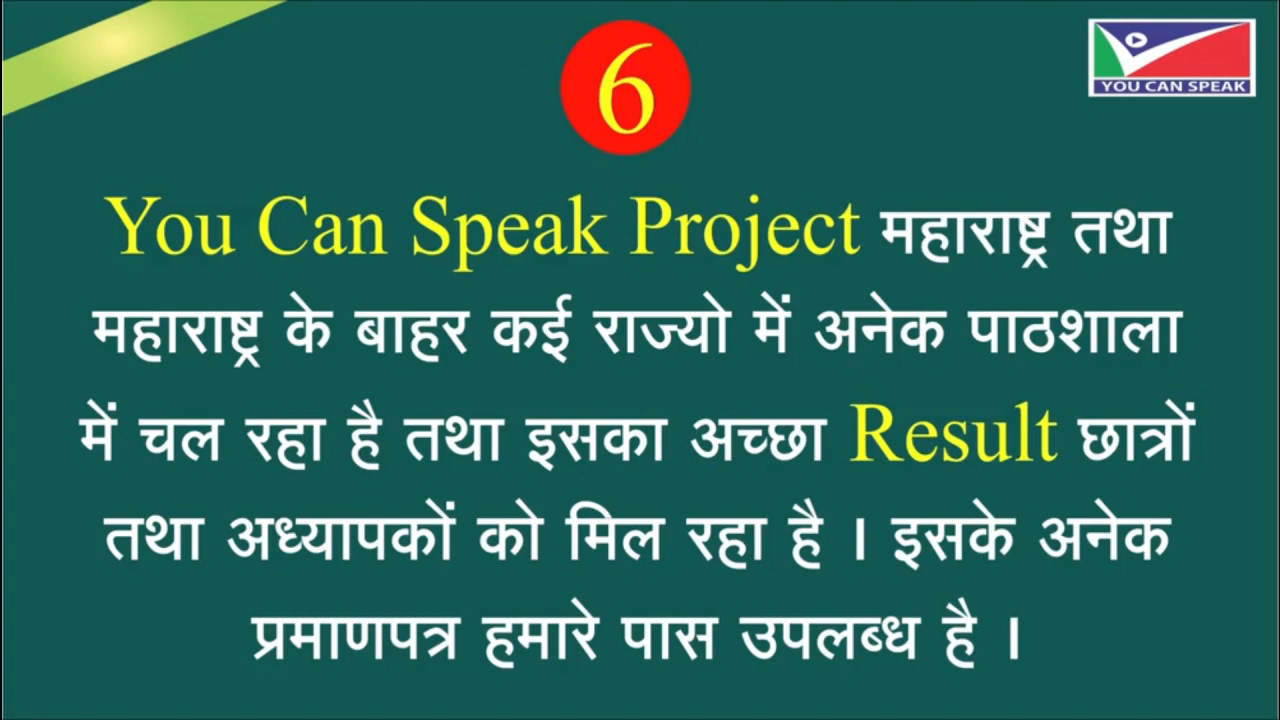 6
YOU CAN SPEAK
You Can Speak Project महाराष्ट्र तथा
महाराष्ट्र के बाहर कई राज्यो में अनेक पाठशाला
में चल रहा है तथा इसका अच्छा Result छात्रों
तथा अध्यापकों को मिल रहा है । इसके अनेक
प्रमाणपत्र हमारे पास उपलब्ध है ।